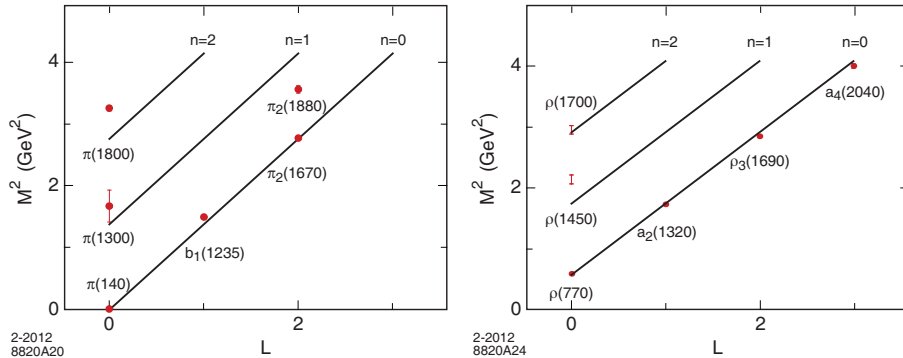 n=2 n=1 n=0
4
M² (GeV²)
π₂(1880)
π(1800)
π₂(1670)
2
π(1300)
b₁(1235)
π(140)
0
0 2
L
2-2012
8820A20
n=2 n=1 n=0
4
M² (GeV²)
a₄(2040)
ρ(1700)
ρ₃(1690)
2
ρ(1450)
a₂(1320)
ρ(770)
0
0 2
L
2-2012
8820A24